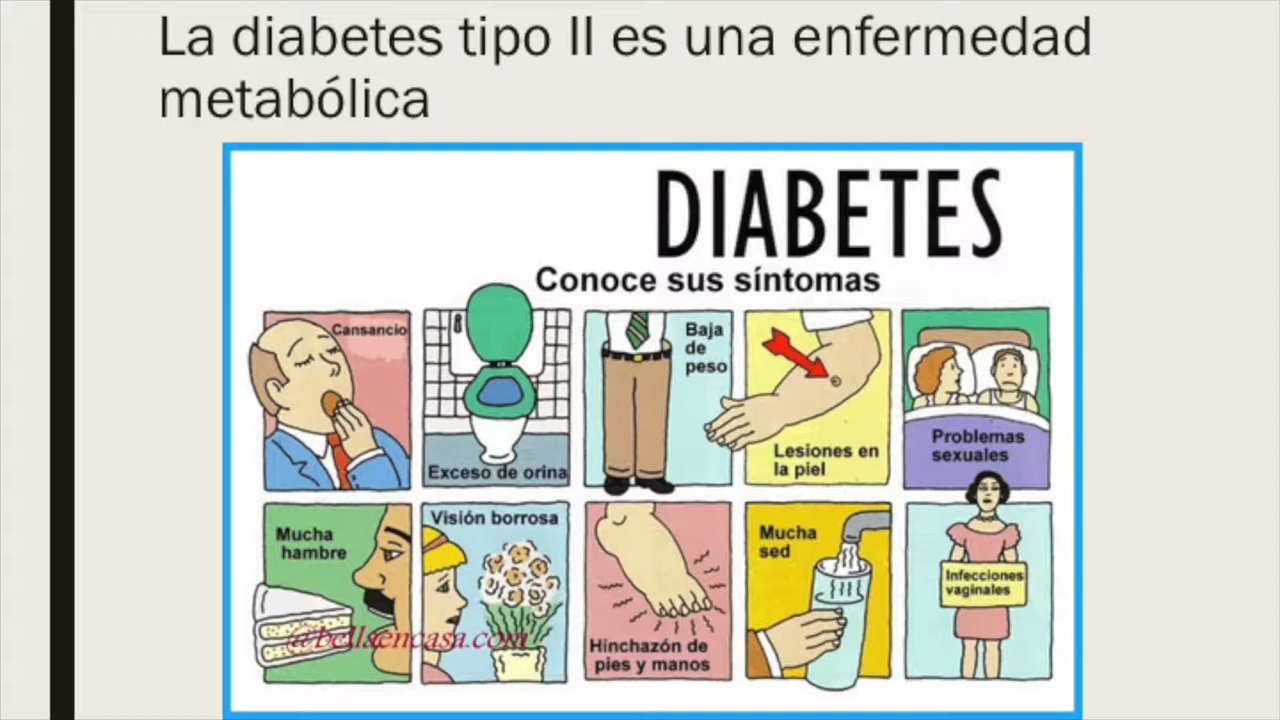 La diabetes tipo II es una enfermedad
metabólica
DIABETES
Conoce sus síntomas
Cansancio
Exceso de orina
Baja
de
peso
Lesiones en
la piel
Problemas
sexuales
Mucha
hambre
Visión borrosa
Hinchazón de
pies y manos
Mucha
sed
Infecciones
vaginales
@bellaencasa.com